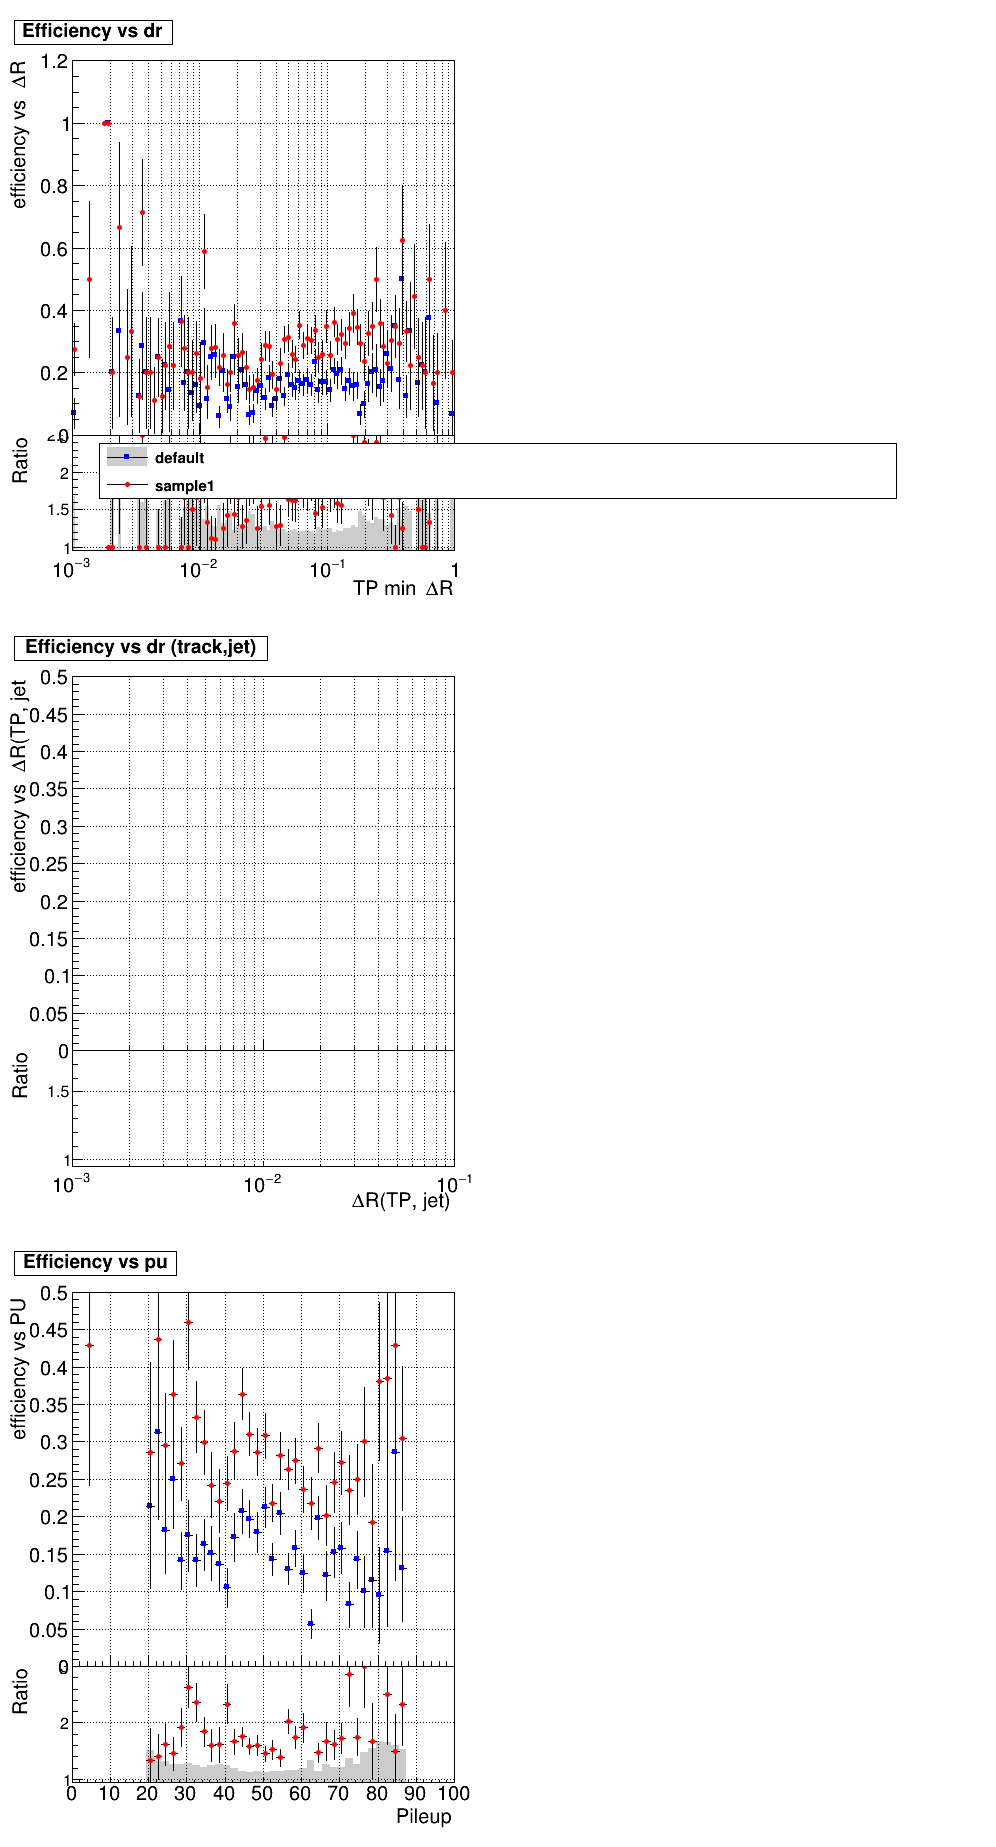 Efficiency vs dr
efficiency vs ΔR
1.2
1
0.8
0.6
0.4
0.2
0
Ratio
2
1.5
1
default
sample1
10⁻³
10⁻²
10⁻¹
1
TP min ΔR
Efficiency vs dr (track,jet)
efficiency vs ΔR(TP, jet
0.5
0.45
0.4
0.35
0.3
0.25
0.2
0.15
0.1
0.05
0
Ratio
1.5
1
10⁻³
10⁻²
10⁻¹
ΔR(TP, jet)
Efficiency vs pu
efficiency vs PU
0.5
0.45
0.4
0.35
0.3
0.25
0.2
0.15
0.1
0.05
Ratio
2
1
0 10 20 30 40 50 60 70 80 90 100
Pileup